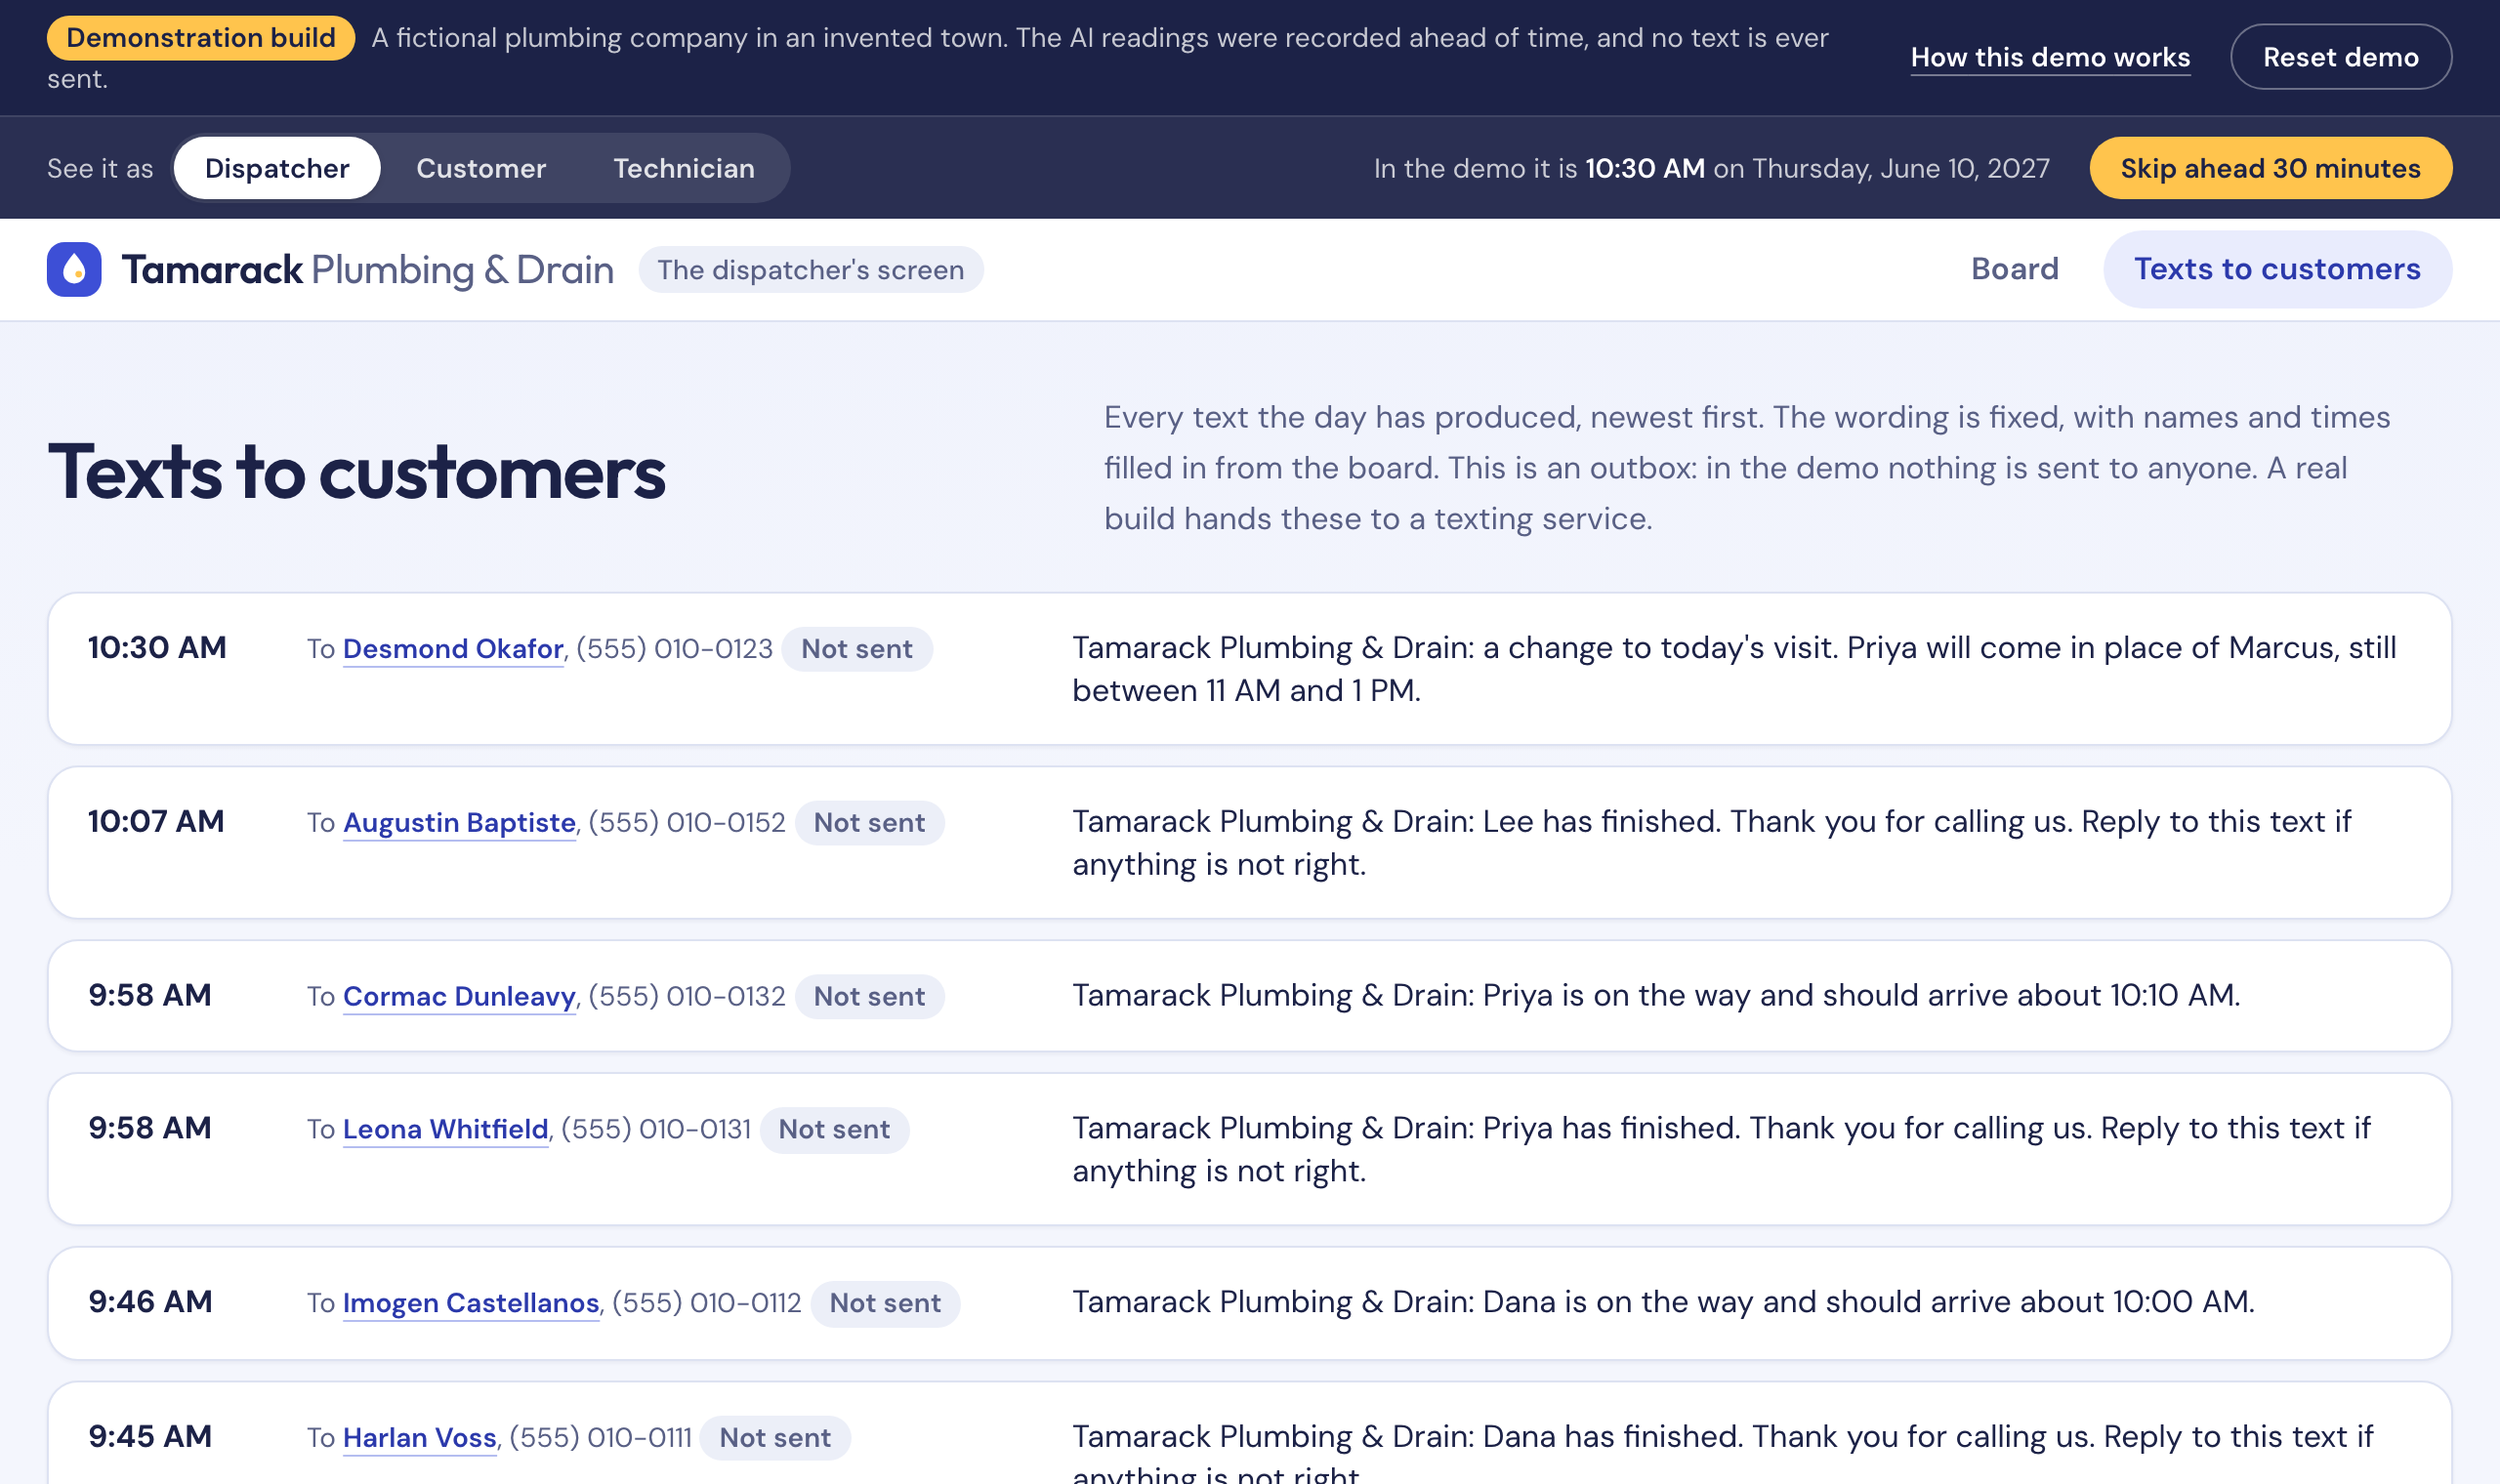 Demonstration build A fictional plumbing company in an invented town. The AI readings were recorded ahead of time, and no text is ever
sent.
How this demo works Reset demo
See it as Dispatcher Customer Technician In the demo it is 10:30 AM on Thursday, June 10, 2027 Skip ahead 30 minutes
Tamarack Plumbing & Drain The dispatcher's screen Board Texts to customers
Texts to customers
Every text the day has produced, newest first. The wording is fixed, with names and times
filled in from the board. This is an outbox: in the demo nothing is sent to anyone. A real
build hands these to a texting service.
10:30 AM To Desmond Okafor, (555) 010-0123 Not sent Tamarack Plumbing & Drain: a change to today's visit. Priya will come in place of Marcus, still
between 11 AM and 1 PM.
10:07 AM To Augustin Baptiste, (555) 010-0152 Not sent Tamarack Plumbing & Drain: Lee has finished. Thank you for calling us. Reply to this text if
anything is not right.
9:58 AM To Cormac Dunleavy, (555) 010-0132 Not sent Tamarack Plumbing & Drain: Priya is on the way and should arrive about 10:10 AM.
9:58 AM To Leona Whitfield, (555) 010-0131 Not sent Tamarack Plumbing & Drain: Priya has finished. Thank you for calling us. Reply to this text if
anything is not right.
9:46 AM To Imogen Castellanos, (555) 010-0112 Not sent Tamarack Plumbing & Drain: Dana is on the way and should arrive about 10:00 AM.
9:45 AM To Harlan Voss, (555) 010-0111 Not sent Tamarack Plumbing & Drain: Dana has finished. Thank you for calling us. Reply to this text if
anything is not right.